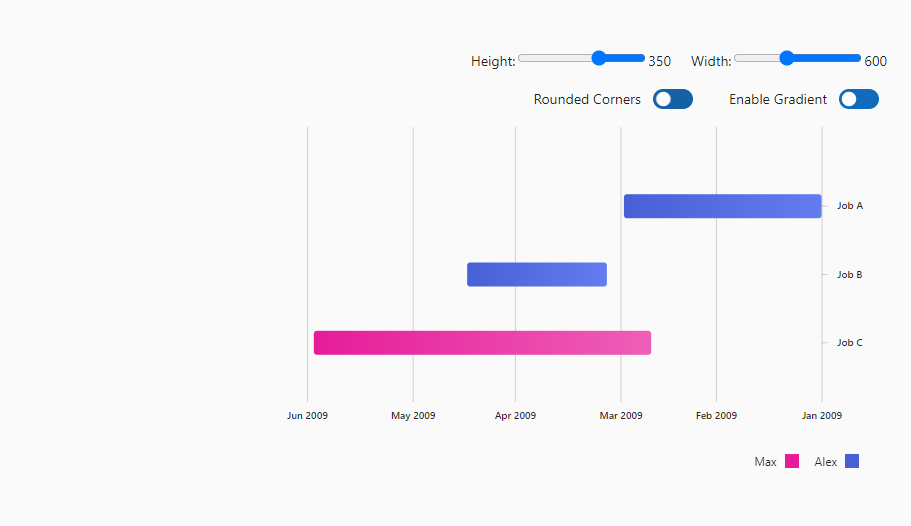 Height: 350 Width: 600
Rounded Corners Enable Gradient
Job A
Job B
Job C
Jun 2009 May 2009 Apr 2009 Mar 2009 Feb 2009 Jan 2009
Max Alex